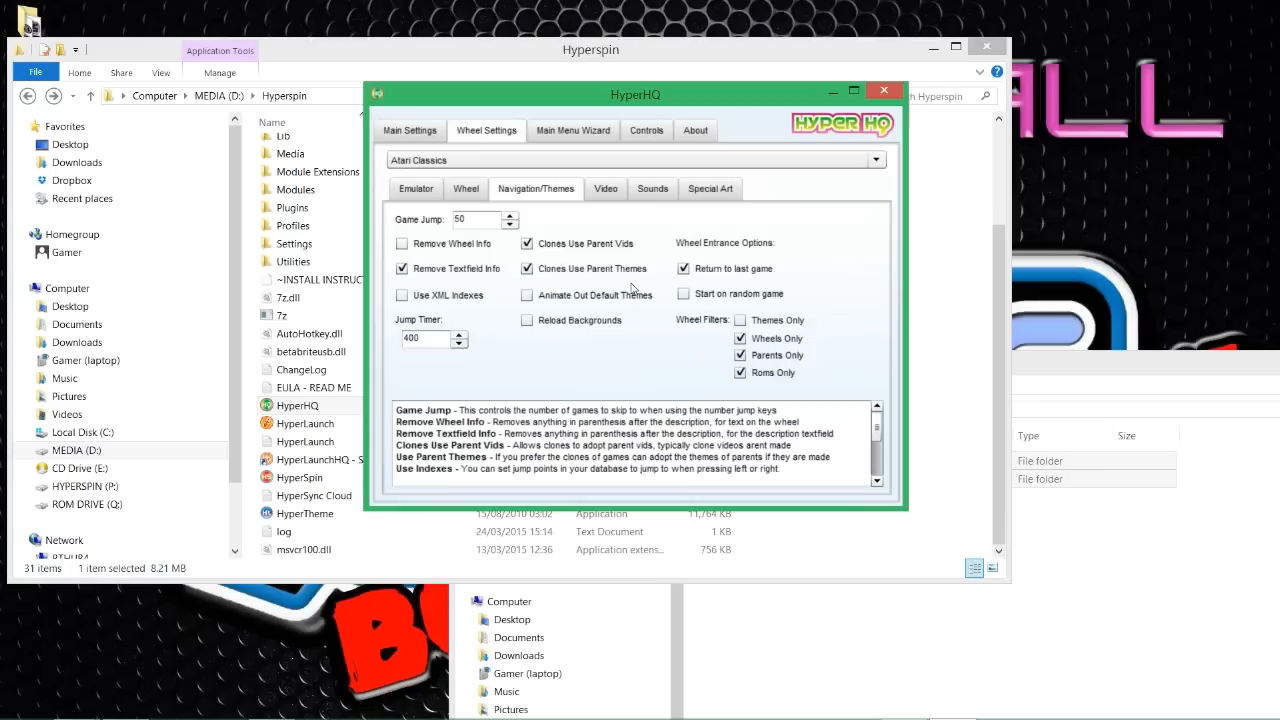 Application Tools
Hyperspin
File
Home
Share
View
Manage
Computer
MEDIA (D:)
Hyperspin
h Hyperspin
Favorites
Desktop
Downloads
Dropbox
Recent places
Homegroup
Gamer
Computer
Desktop
Documents
Downloads
Gamer (laptop)
Music
Pictures
Videos
Local Disk (C:)
MEDIA (D:)
CD Drive (E:)
HYPERSPIN (P:)
ROM DRIVE (Q:)
Network
31 items
1 item selected 8.21 MB
Name
Lib
Media
Module Extensions
Modules
Plugins
Profiles
Settings
Utilities
~INSTALL INSTRUC
7z.dll
7z
AutoHotkey.dll
betabriteusb.dll
ChangeLog
EULA - READ ME
HyperHQ
HyperLaunch
HyperLaunch
HyperLaunchHQ - S
HyperSpin
HyperSync Cloud
HyperTheme
15/08/2010 03:02
Application
11,764 KB
log
24/03/2015 15:14
Text Document
1 KB
msvcr100.dll
13/03/2015 12:36
Application extens...
756 KB
HyperHQ
Main Settings
Wheel Settings
Main Menu Wizard
Controls
About
HYPER HQ
Atari Classics
Emulator
Wheel
Navigation/Themes
Video
Sounds
Special Art
Game Jump: 50
Remove Wheel Info
Clones Use Parent Vids
Wheel Entrance Options:
Remove Textfield Info
Clones Use Parent Themes
Return to last game
Use XML Indexes
Animate Out Default Themes
Start on random game
Jump Timer:
Reload Backgrounds
Wheel Filters:
Themes Only
400
Wheels Only
Parents Only
Roms Only
Game Jump - This controls the number of games to skip to when using the number jump keys
Remove Wheel Info - Removes anything in parenthesis after the description, for text on the wheel
Remove Textfield Info - Removes anything in parenthesis after the description, for the description textfield
Clones Use Parent Vids - Allows clones to adopt parent vids, typically clone videos arent made
Use Parent Themes - If you prefer the clones of games can adopt the themes of parents if they are made
Use Indexes - You can set jump points in your database to jump to when pressing left or right.
ALL
Type
Size
File folder
File folder
Computer
Desktop
Documents
Downloads
Gamer (laptop)
Music
Pictures